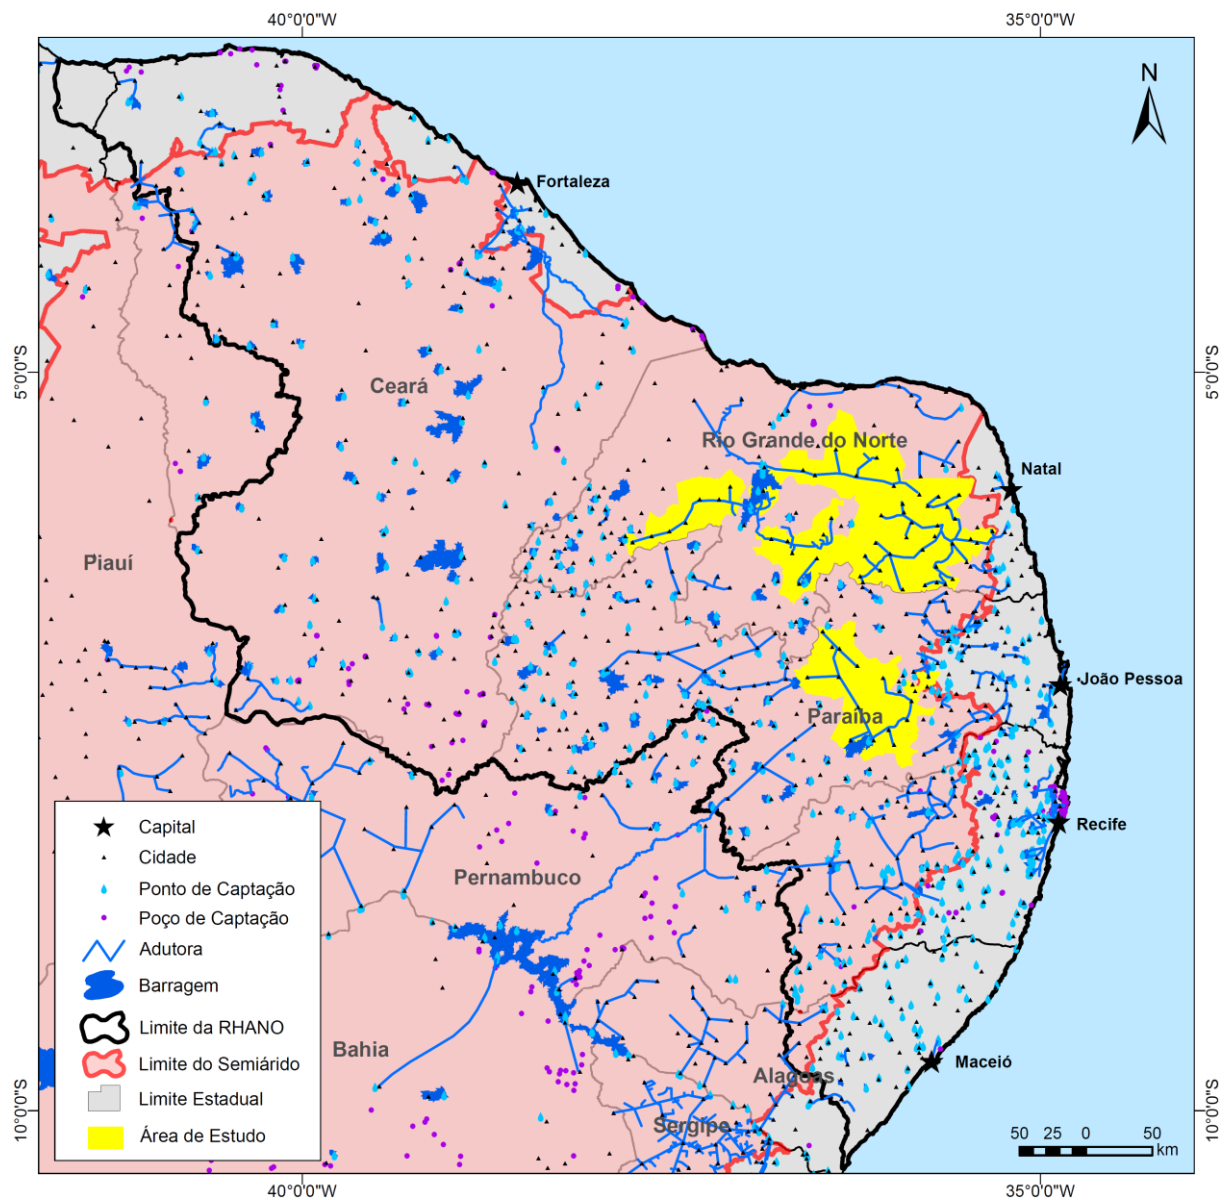 40°0'0"W
35°0'0"W
N
Fortaleza
5°0'0"S
5°0'0"S
Ceará
Rio Grande do Norte
Natal
Piauí
João Pessoa
Paraíba
Recife
Pernambuco
Bahia
Maceió
Alagoas
Sergipe
10°0'0"S
10°0'0"S
Capital
Cidade
Ponto de Captação
Poço de Captação
Adutora
Barragem
Limite da RHANO
Limite do Semiárido
Limite Estadual
Área de Estudo
50 25 0 50
km
40°0'0"W
35°0'0"W